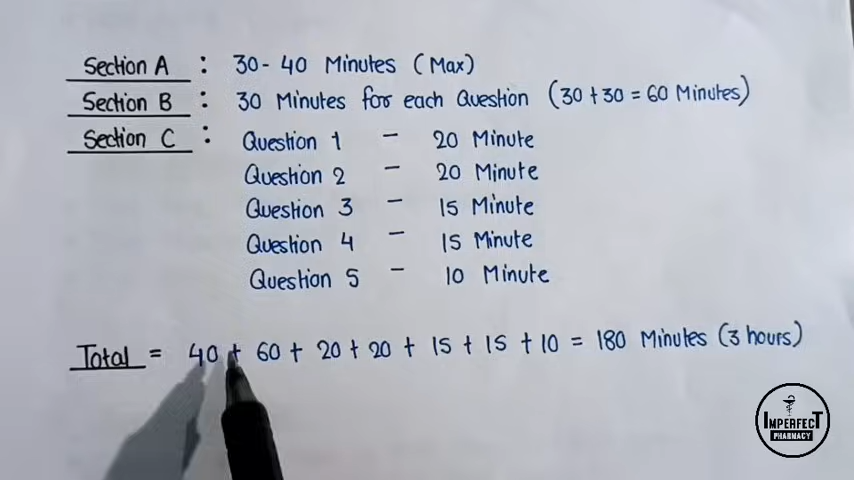 Section A : 30 - 40 Minutes (Max)
Section B : 30 Minutes for each Question (30 + 30 = 60 Minutes)
Section C : Question 1 - 20 Minute
Question 2 - 20 Minute
Question 3 - 15 Minute
Question 4 - 15 Minute
Question 5 - 10 Minute
Total = 40 + 60 + 20 + 20 + 15 + 15 + 10 = 180 Minutes (3 hours)
IMPERFECT
PHARMACY